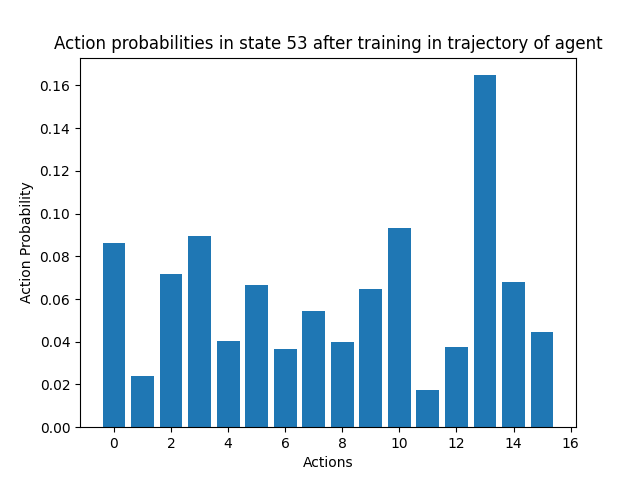 Action probabilities in state 53 after training in trajectory of agent
Action Probability
0.16
0.14
0.12
0.10
0.08
0.06
0.04
0.02
0.00
0 2 4 6 8 10 12 14 16
Actions